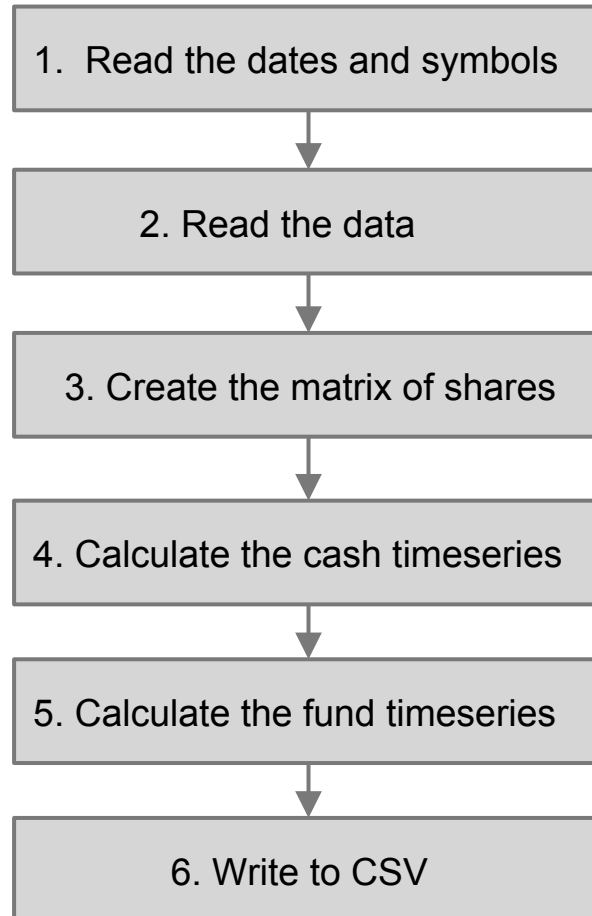 1. Read the dates and symbols
2. Read the data
3. Create the matrix of shares
4. Calculate the cash timeseries
5. Calculate the fund timeseries
6. Write to CSV